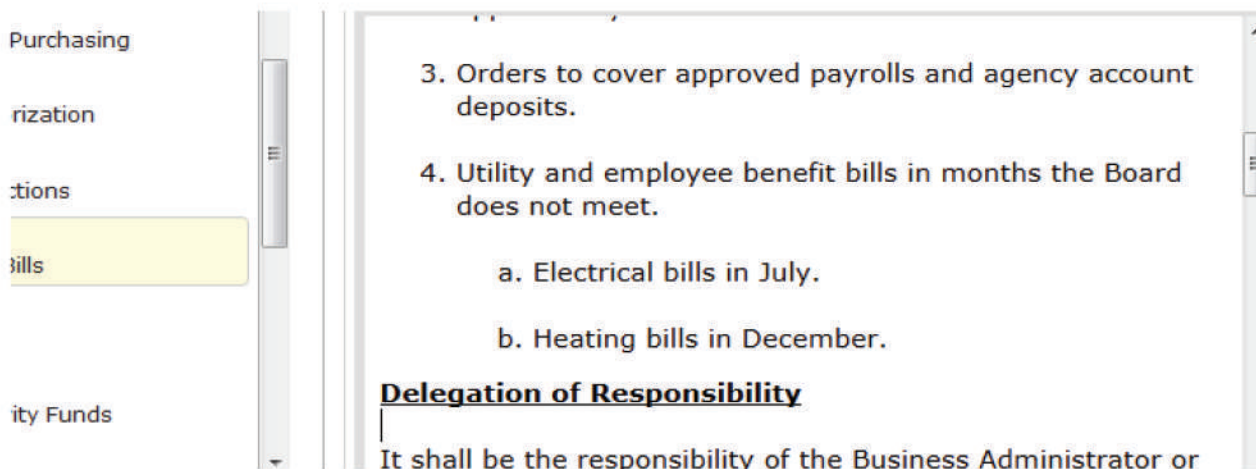 Purchasing
rization
ctions
Bills
rity Funds
3. Orders to cover approved payrolls and agency account
deposits.
4. Utility and employee benefit bills in months the Board
does not meet.
a. Electrical bills in July.
b. Heating bills in December.
Delegation of Responsibility
It shall be the responsibility of the Business Administrator or